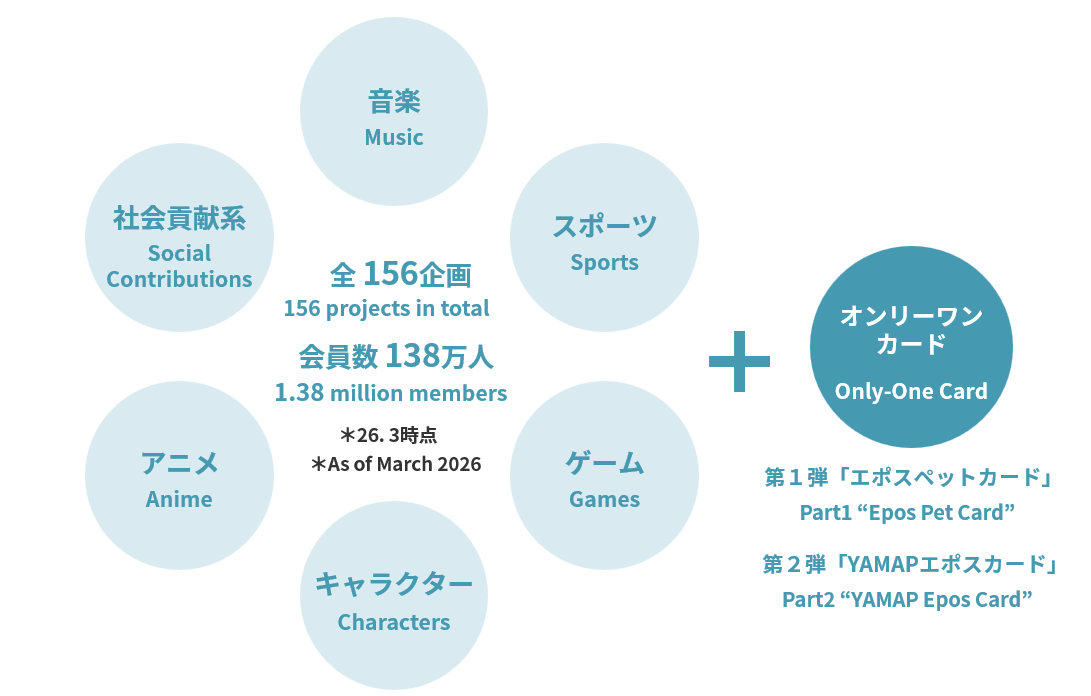 音楽
Music
社会貢献系
Social
Contributions
スポーツ
Sports
全 156企画
156 projects in total
会員数 138万人
1.38 million members
＊26. 3時点
＊As of March 2026
アニメ
Anime
ゲーム
Games
キャラクター
Characters
オンリーワン
カード
Only-One Card
第１弾「エポスペットカード」
Part1 “Epos Pet Card”
第２弾「YAMAPエポスカード」
Part2 “YAMAP Epos Card”